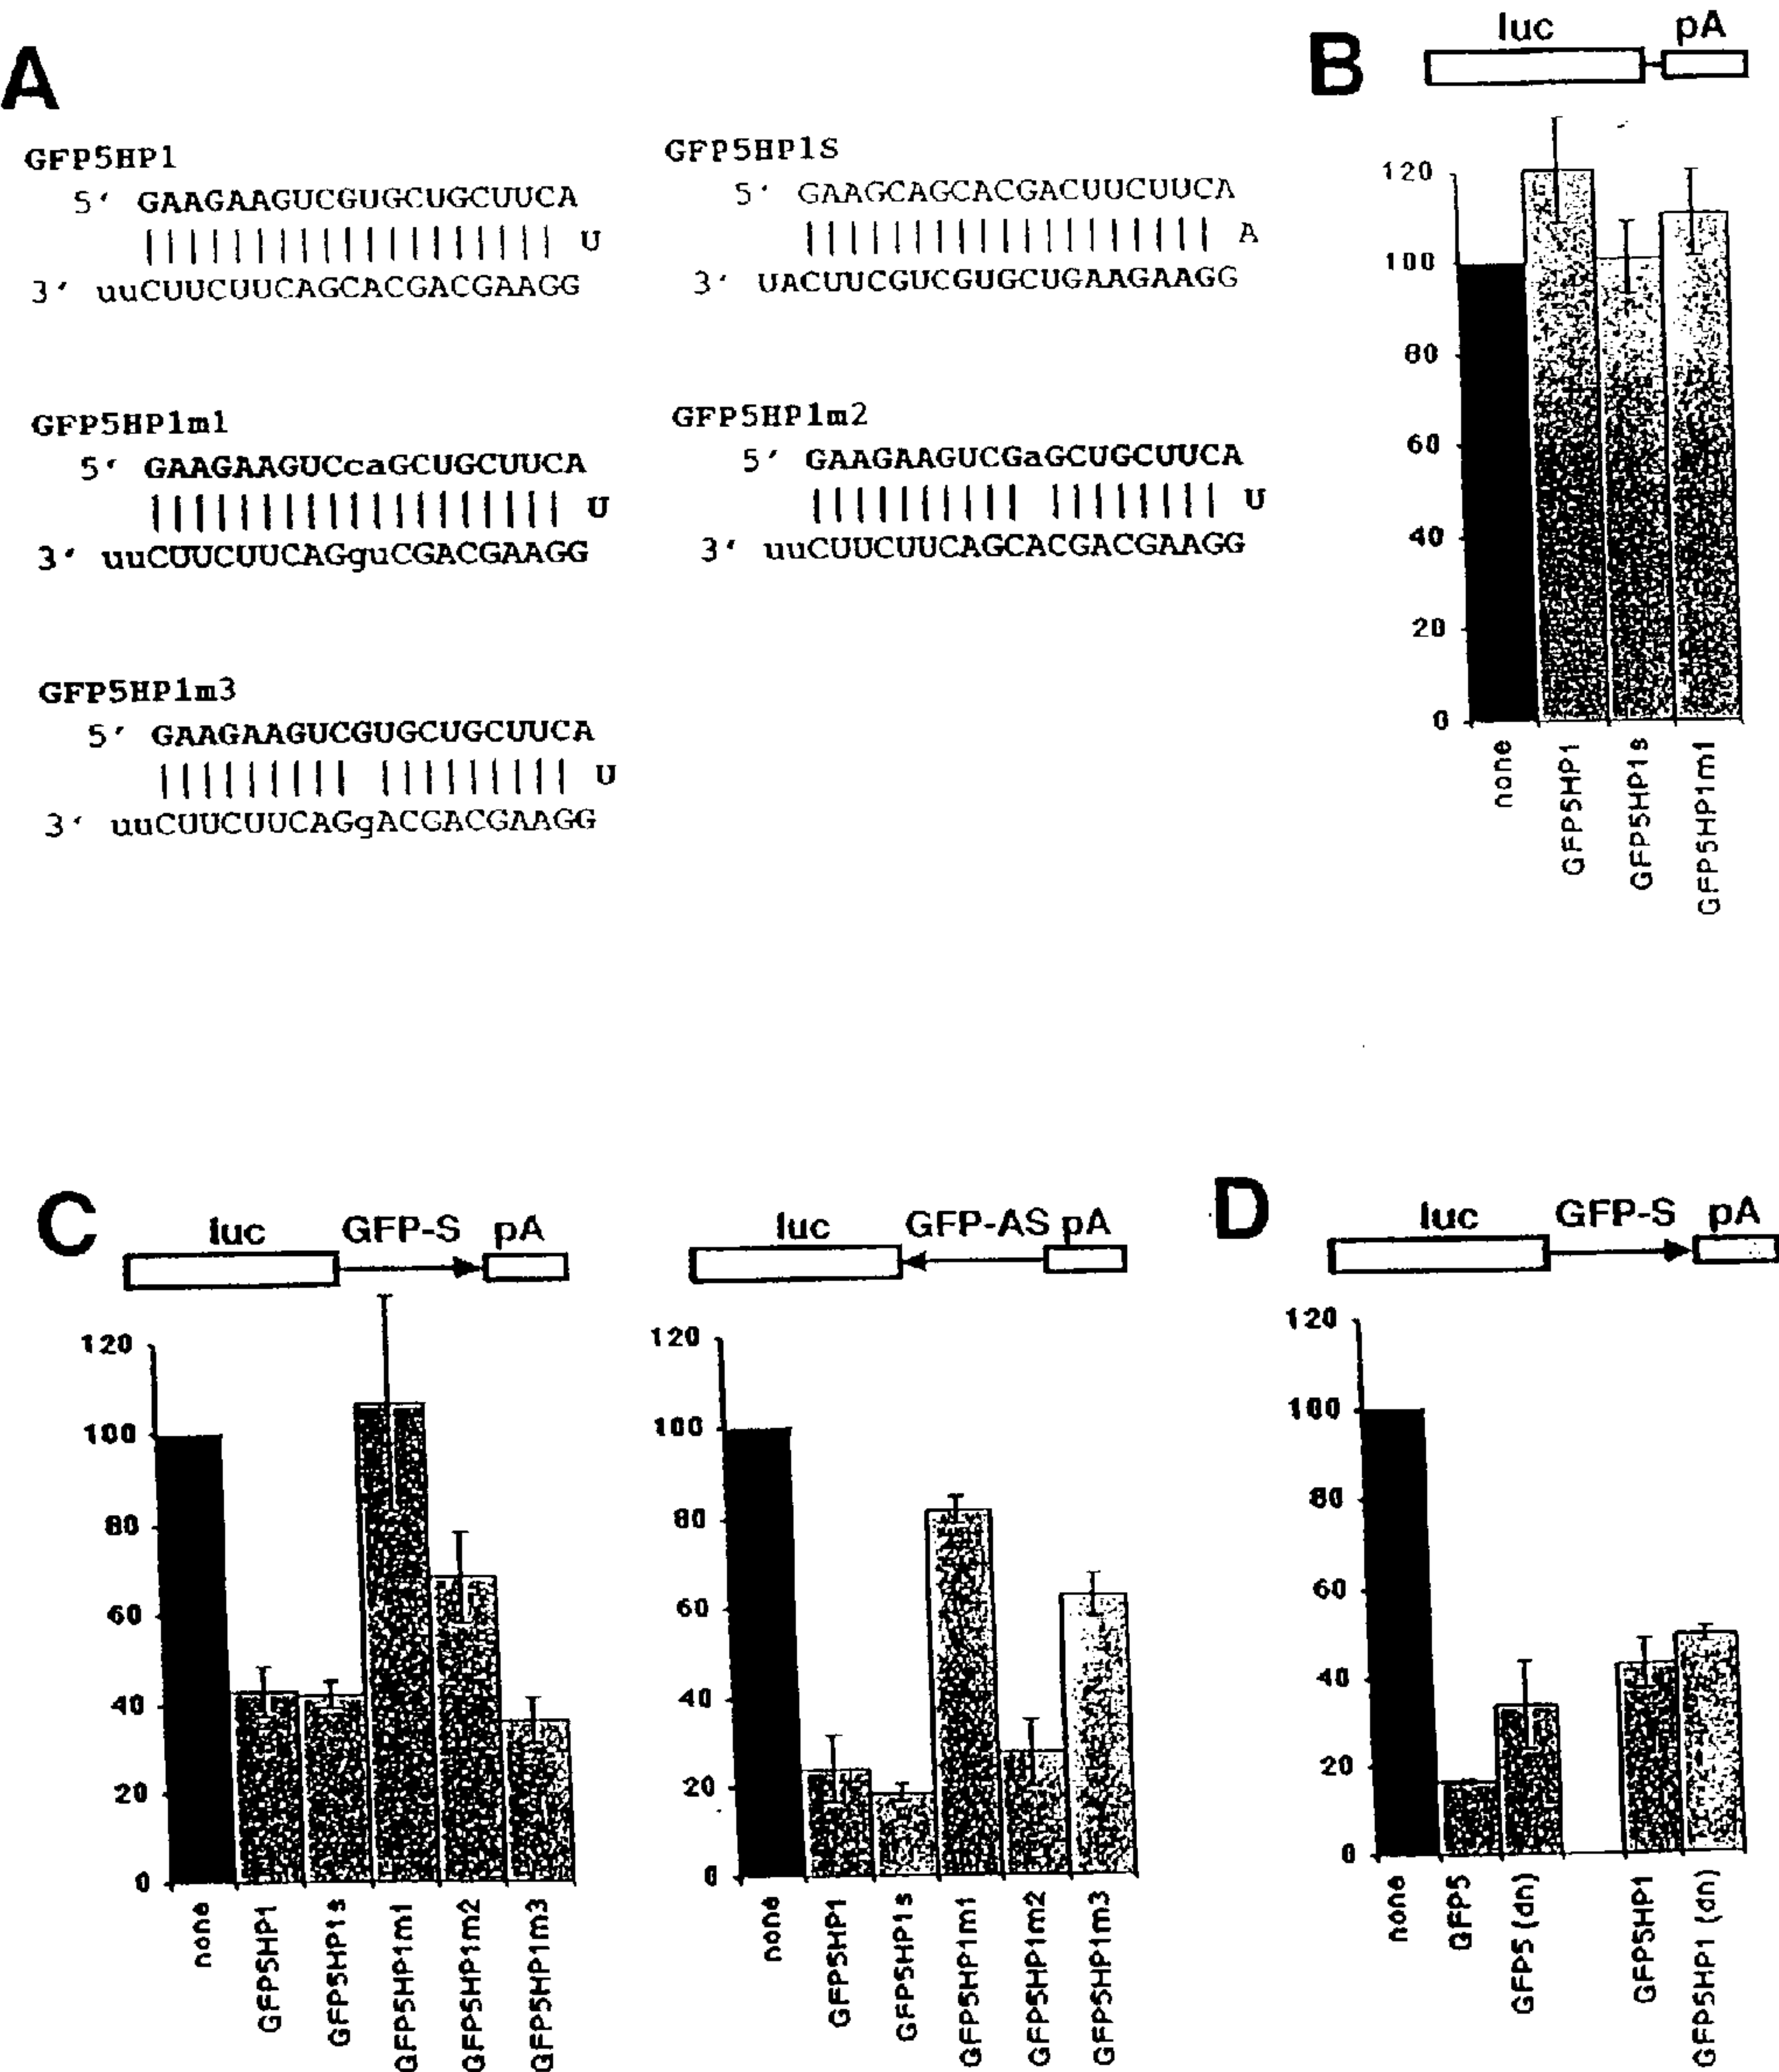 A
GFP5HP1
5' GAAGAAGUCGUGCUGCUUCA
U
3' uuCUUCUUCAGCACGACGAAGG
GFP5HP1S
5' GAAGCAGCACGACUUCUUCA
A
3' UACUUCGUCGUGCUGAAGAAGG
GFP5HP1m1
5' GAAGAAGUCcaGCUGCUUCA
U
3' uuCUUCUUCAGguCGACGAAGG
GFP5HP1m2
5' GAAGAAGUCGaGCUGCUUCA
U
3' uuCUUCUUCAGCACGACGAAGG
GFP5HP1m3
5' GAAGAAGUCGUGCUGCUUCA
U
3' uuCUUCUUCAGgACGACGAAGG
B
luc pA
120
100
80
60
40
20
0
none
GFP5HP1
GFP5HP1s
GFP5HP1m1
C
luc GFP-S pA
120
100
80
60
40
20
0
none
GFP5HP1
GFP5HP1s
GFP5HP1m1
GFP5HP1m2
GFP5HP1m3
luc GFP-AS pA
120
100
80
60
40
20
0
none
GFP5HP1
GFP5HP1s
GFP5HP1m1
GFP5HP1m2
GFP5HP1m3
D
luc GFP-S pA
120
100
80
60
40
20
0
none
GFP5
GFP5 (dn)
GFP5HP1
GFP5HP1 (dn)